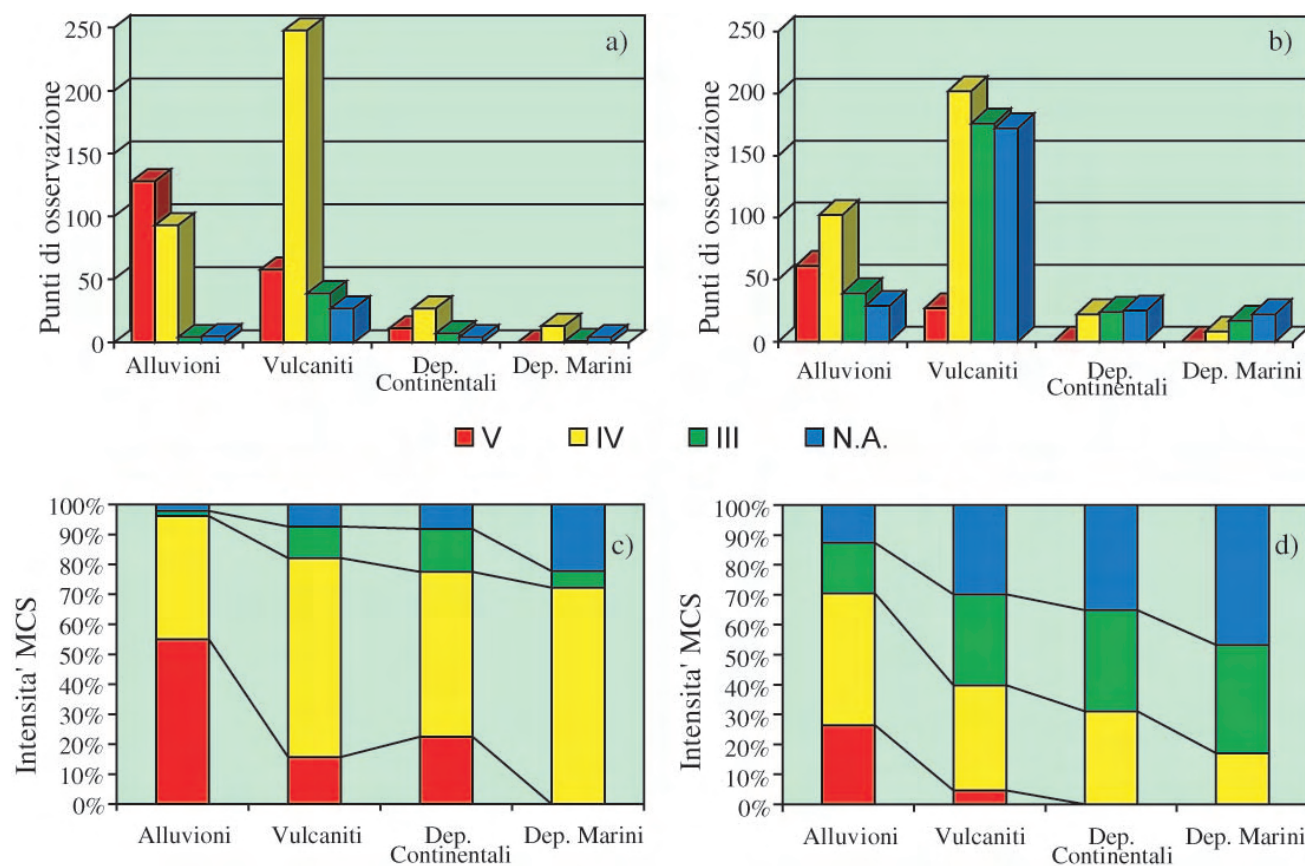 a)
Punti di osservazione
250
200
150
100
50
0
Alluvioni Vulcaniti Dep. Continentali Dep. Marini
b)
Punti di osservazione
250
200
150
100
50
0
Alluvioni Vulcaniti Dep. Continentali Dep. Marini
V IV III N.A.
c)
Intensita' MCS
100%
90%
80%
70%
60%
50%
40%
30%
20%
10%
0%
Alluvioni Vulcaniti Dep. Continentali Dep. Marini
d)
Intensita' MCS
100%
90%
80%
70%
60%
50%
40%
30%
20%
10%
0%
Alluvioni Vulcaniti Dep. Continentali Dep. Marini